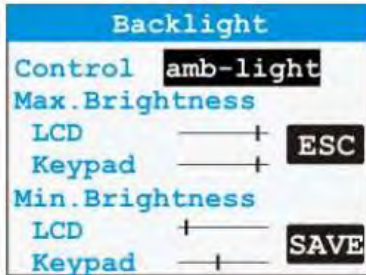 Backlight
Control amb-light
Max.Brightness
LCD
ESC
Keypad
Min.Brightness
LCD
SAVE
Keypad